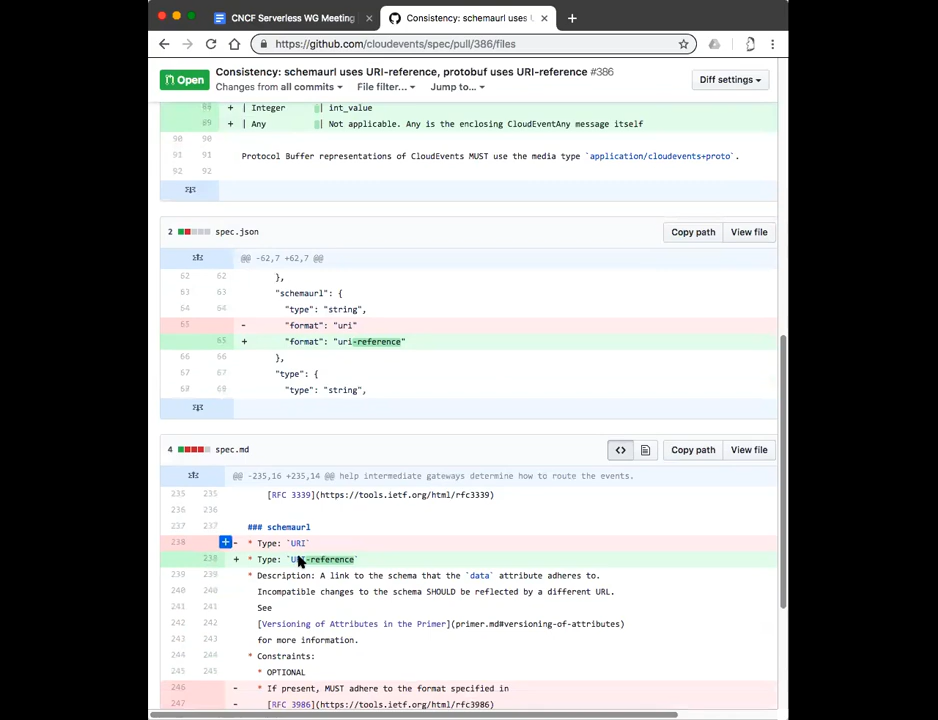 CNCF Serverless WG Meeting
Consistency: schemaurl uses U
https://github.com/cloudevents/spec/pull/386/files
Open
Consistency: schemaurl uses URI-reference, protobuf uses URI-reference #386
Changes from all commits
File filter...
Jump to...
Diff settings
88 + | Integer | int_value
89 + | Any | Not applicable. Any is the enclosing CloudEventAny message itself
90 90
91 91 Protocol Buffer representations of CloudEvents MUST use the media type `application/cloudevents+proto`.
92 92
2 spec.json
Copy path
View file
@@ -62,7 +62,7 @@
62 62 },
63 63 "schemaurl": {
64 64 "type": "string",
65 - "format": "uri"
65 + "format": "uri-reference"
66 66 },
67 67 "type": {
68 68 "type": "string",
4 spec.md
Copy path
View file
@@ -235,16 +235,14 @@ help intermediate gateways determine how to route the events.
235 235 [RFC 3339](https://tools.ietf.org/html/rfc3339)
236 236
237 237 ### schemaurl
238 - * Type: `URI`
238 + * Type: `URI-reference`
239 239 * Description: A link to the schema that the `data` attribute adheres to.
240 240 Incompatible changes to the schema SHOULD be reflected by a different URL.
241 241 See
242 242 [Versioning of Attributes in the Primer](primer.md#versioning-of-attributes)
243 243 for more information.
244 244 * Constraints:
245 245 * OPTIONAL
246 - * If present, MUST adhere to the format specified in
247 - [RFC 3986](https://tools.ietf.org/html/rfc3986)